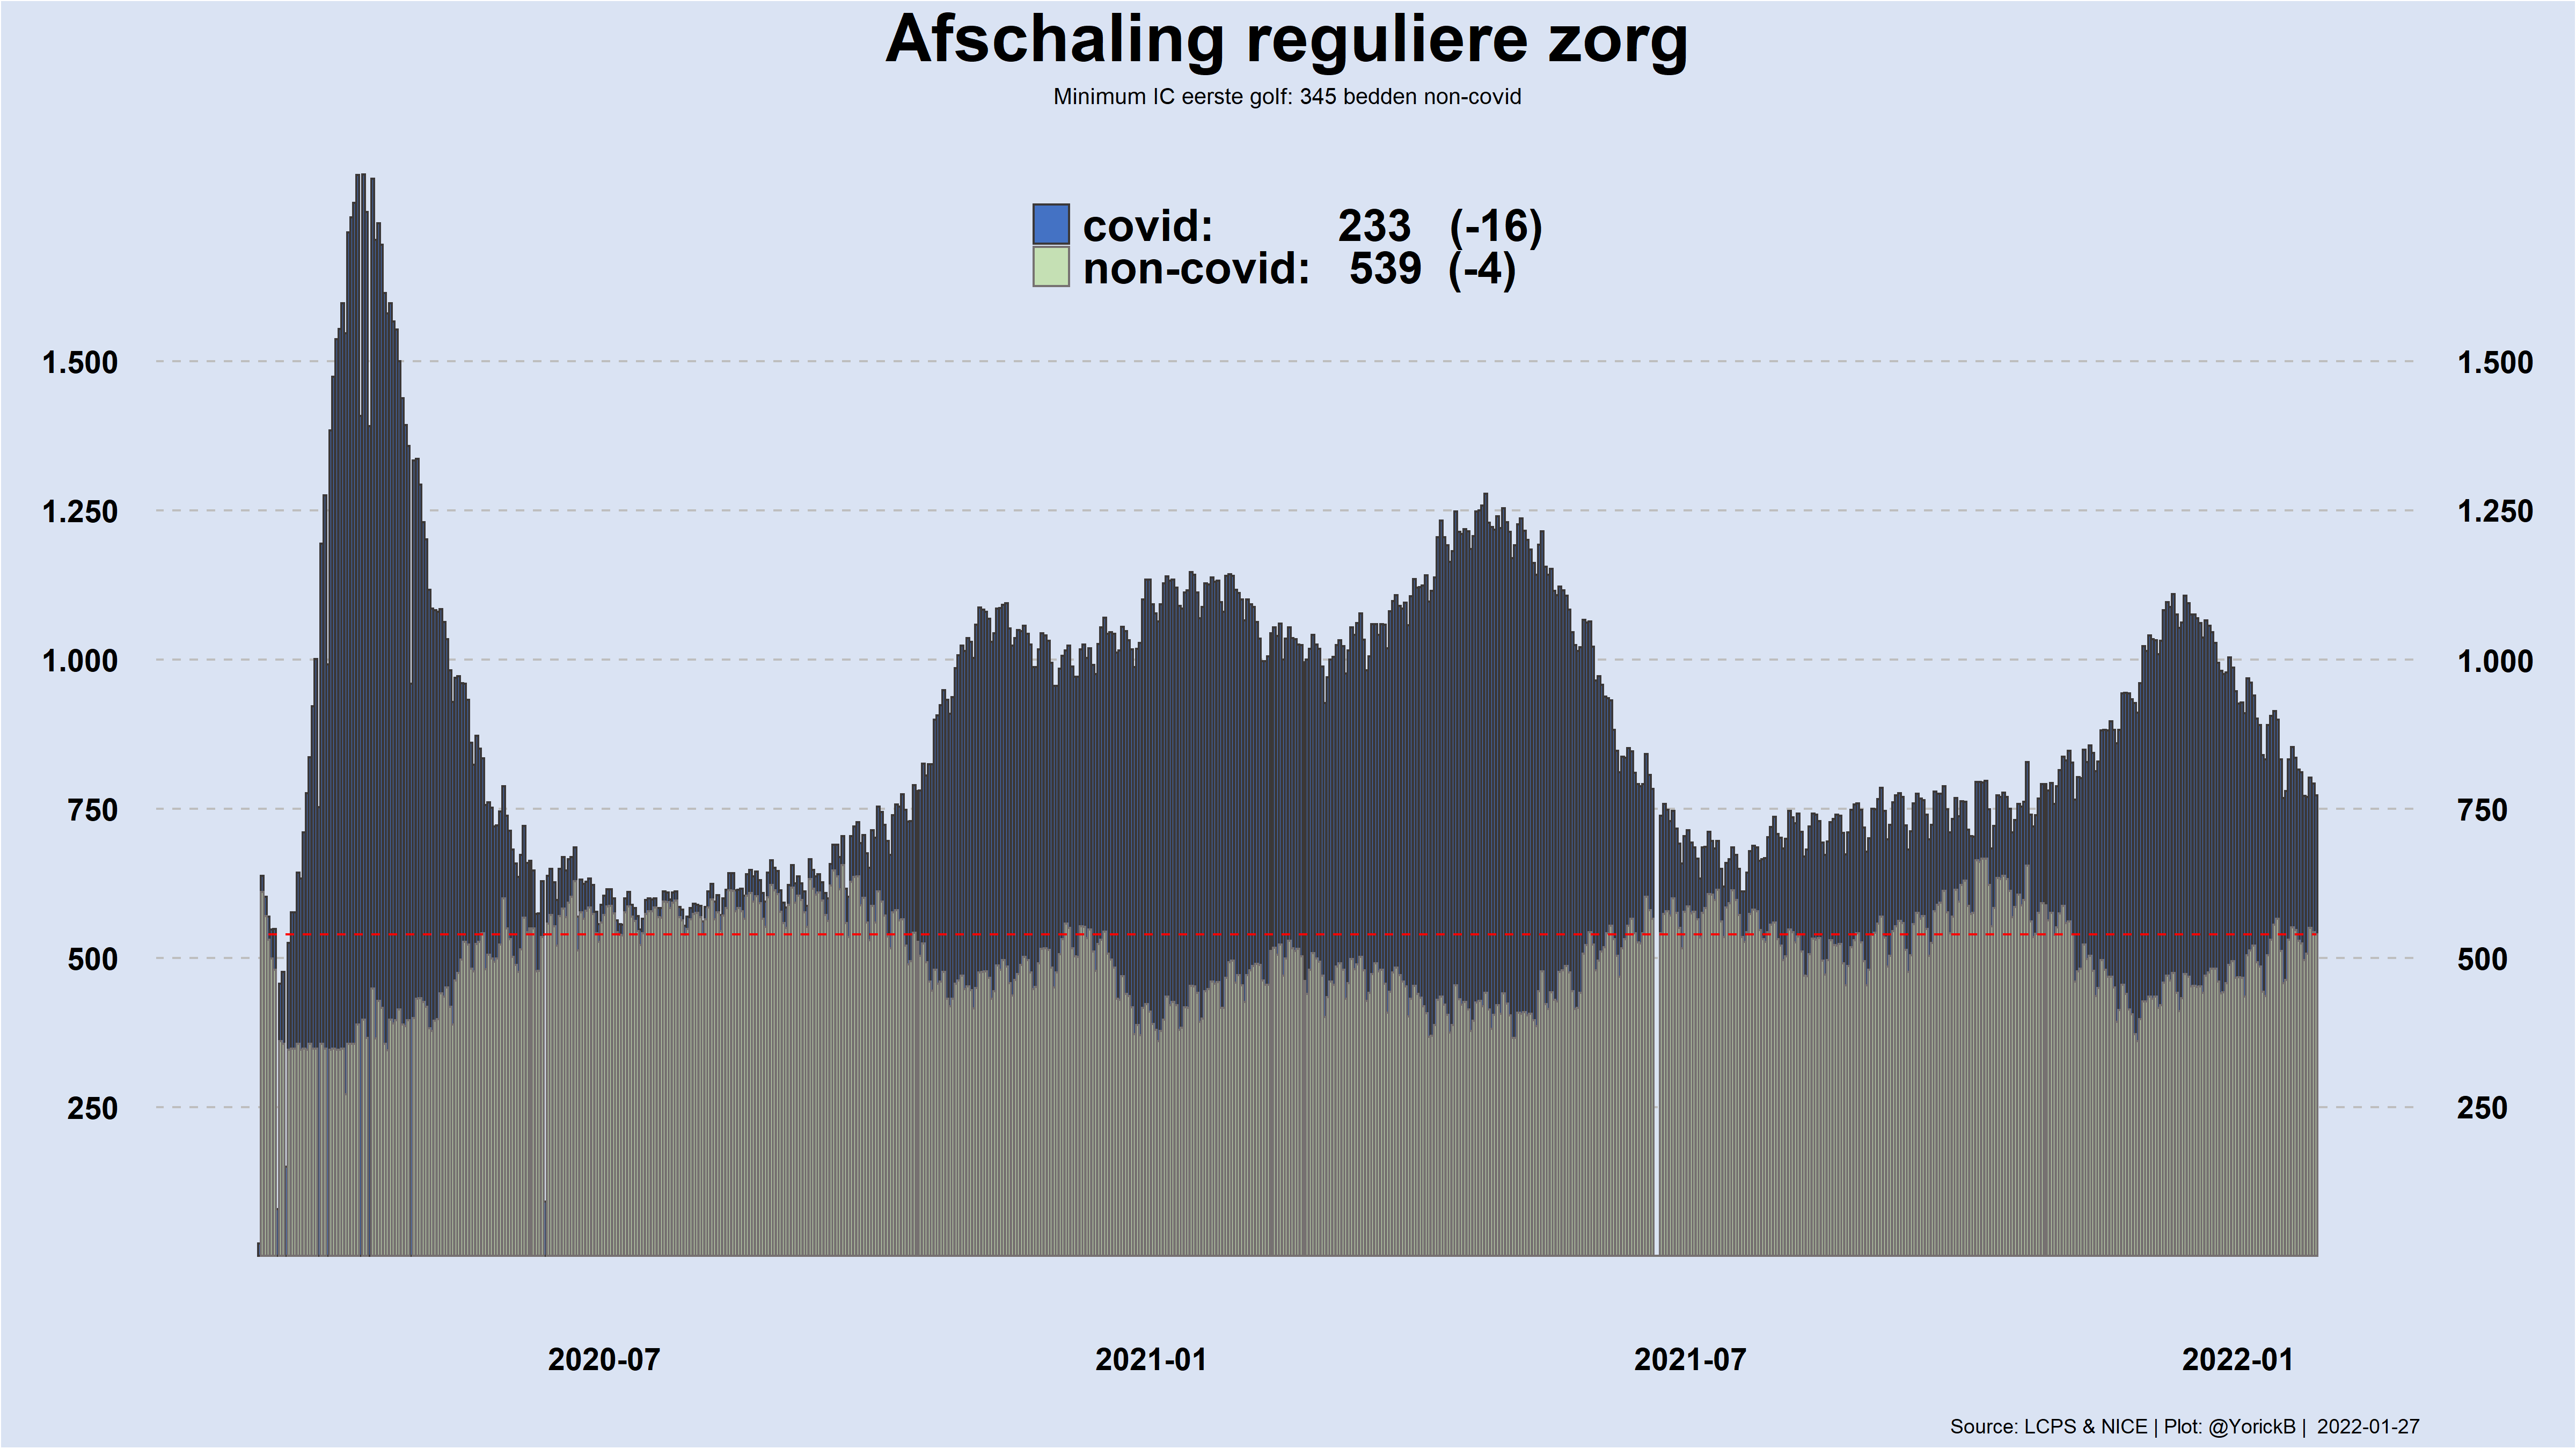 Afschaling reguliere zorg
Minimum IC eerste golf: 345 bedden non-covid
covid: 233 (-16)
non-covid: 539 (-4)
1.500 1.500
1.250 1.250
1.000 1.000
750 750
500 500
250 250
2020-07 2021-01 2021-07 2022-01
Source: LCPS & NICE | Plot: @YorickB | 2022-01-27